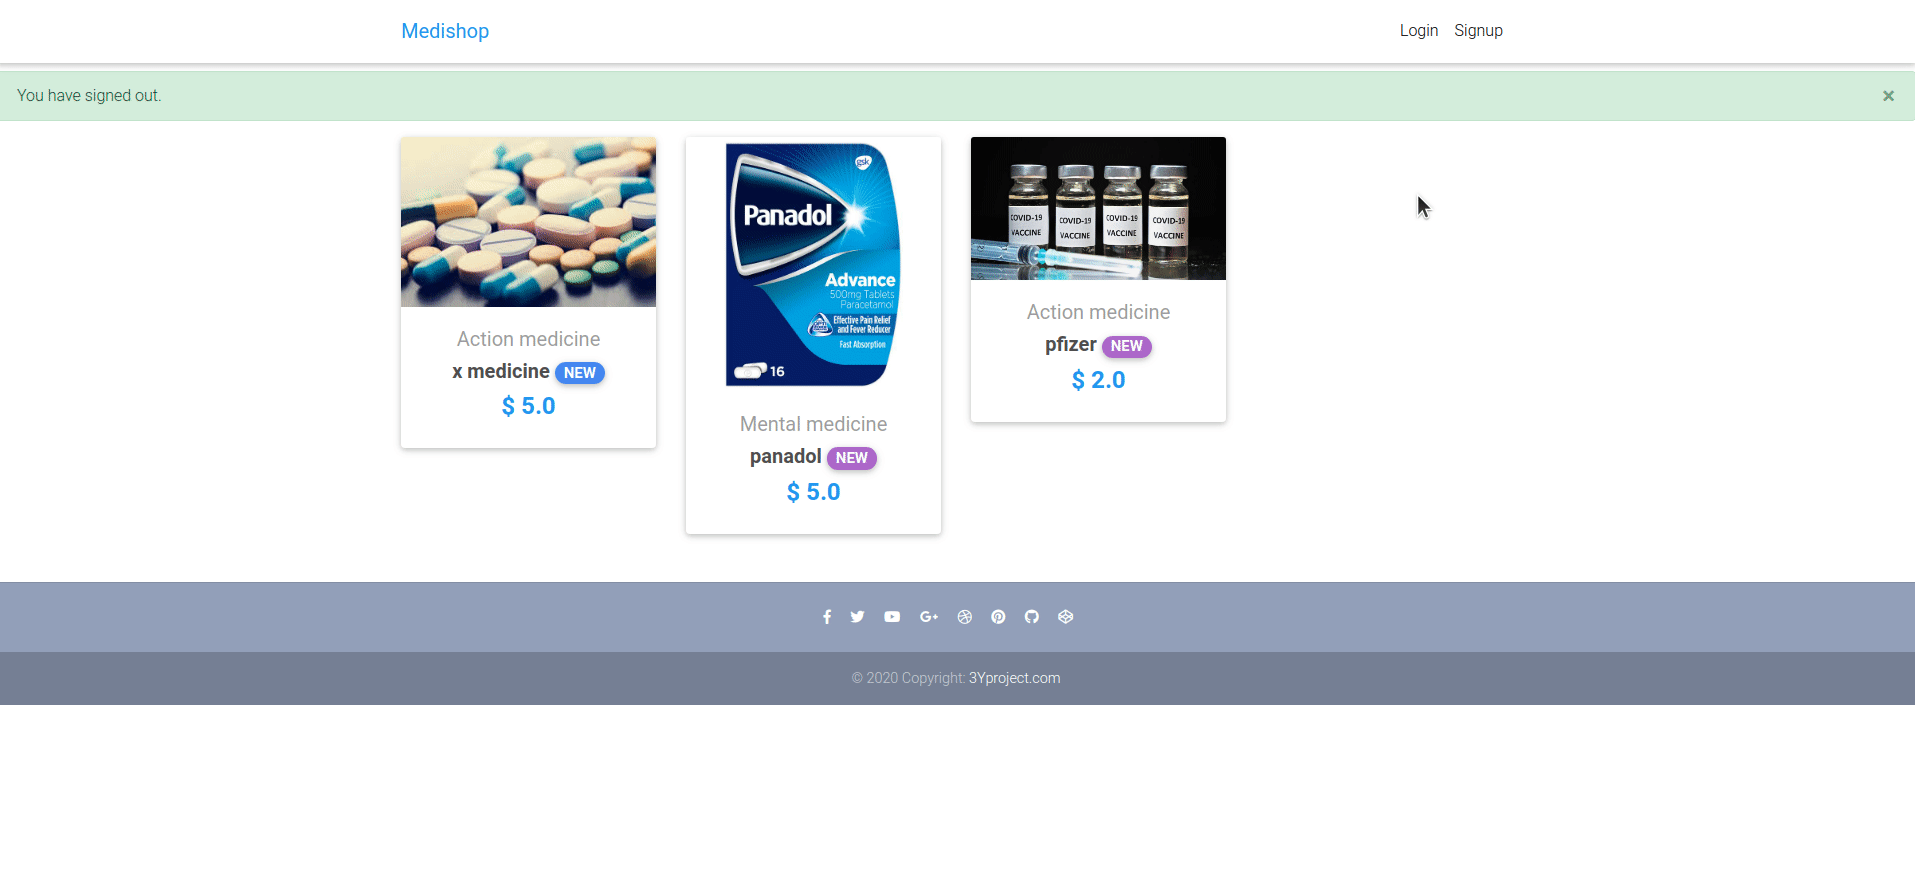 Medishop
Login Signup
You have signed out.
×
Action medicine
x medicine NEW
$ 5.0
gsk
Panadol
Advance
500mg Tablets
Paracetamol
Effective Pain Relief
and Fever Reducer
Fast Absorption
16
Mental medicine
panadol NEW
$ 5.0
COVID-19 COVID-19 COVID-19 COVID-19
VACCINE VACCINE VACCINE VACCINE
Action medicine
pfizer NEW
$ 2.0
© 2020 Copyright: 3Yproject.com